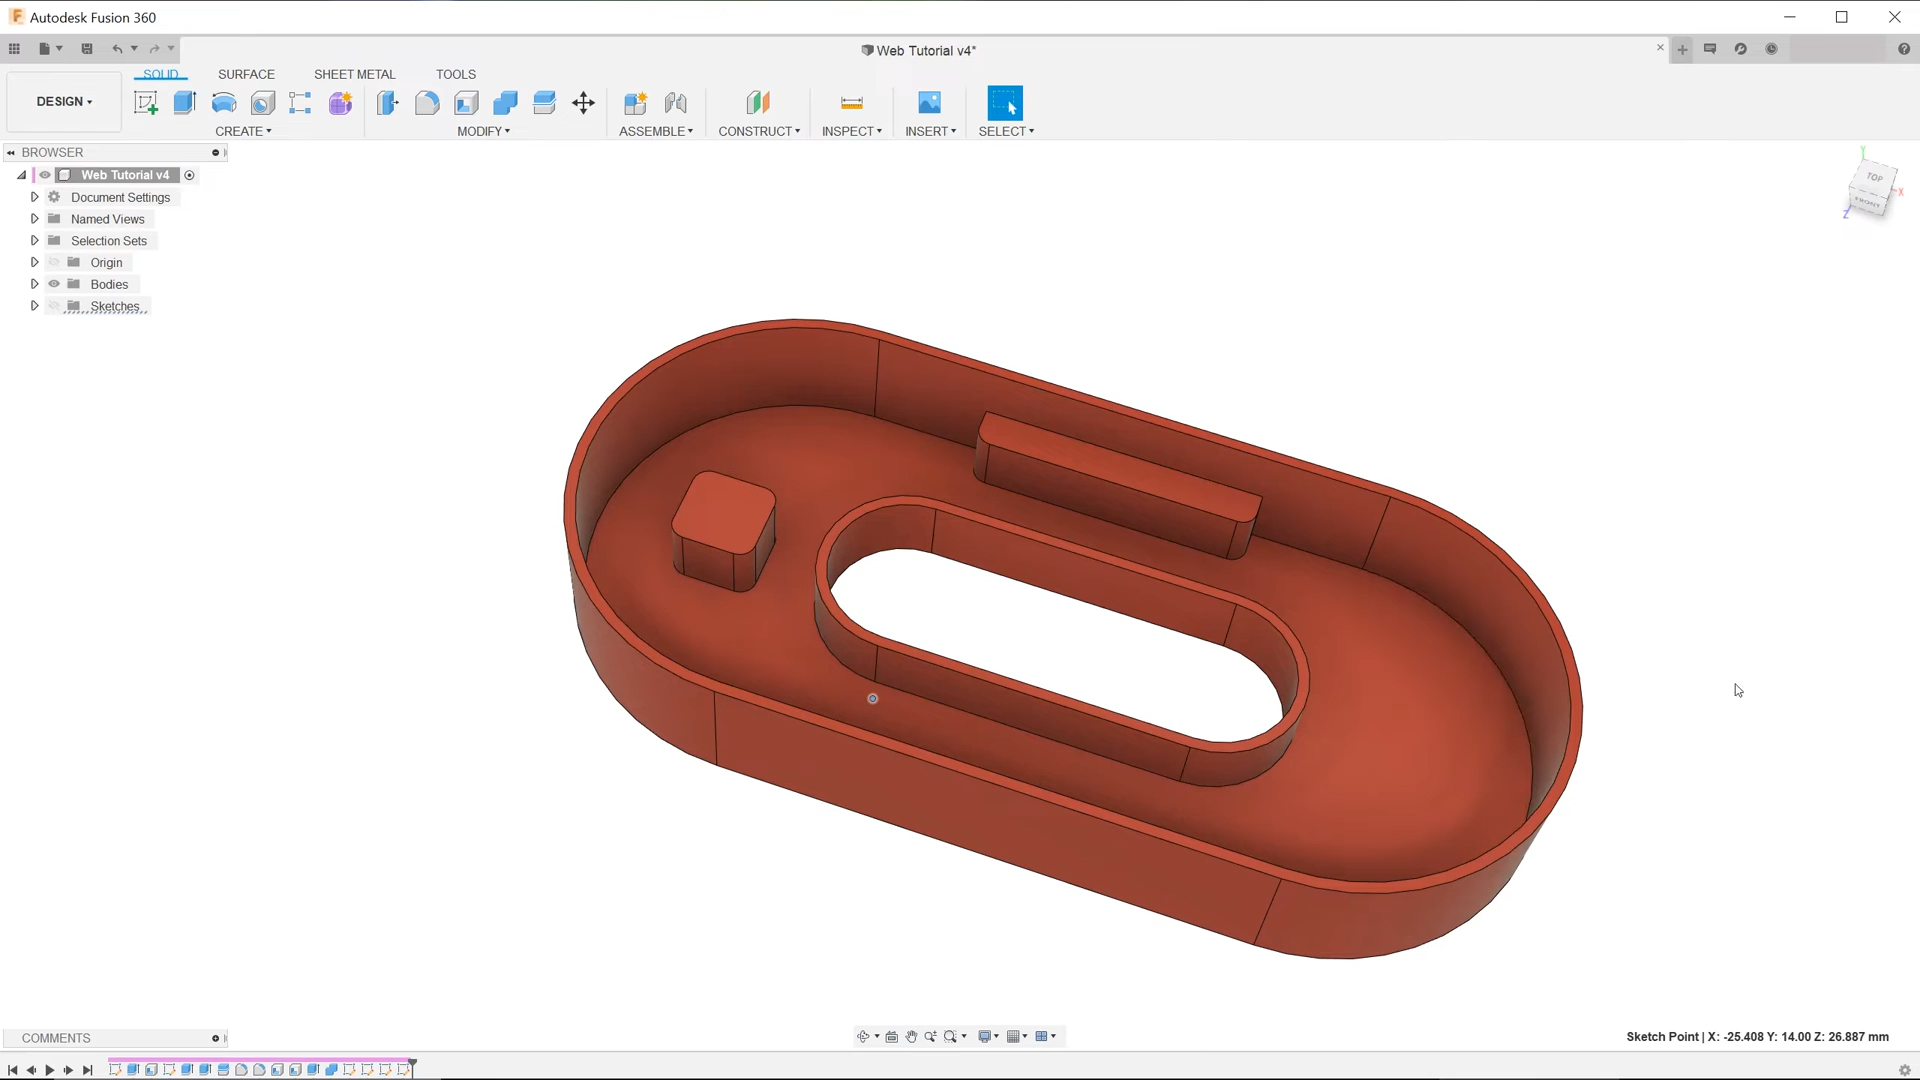 Autodesk Fusion 360
Web Tutorial v4*
DESIGN
SOLID SURFACE SHEET METAL TOOLS
CREATE MODIFY ASSEMBLE CONSTRUCT INSPECT INSERT SELECT
BROWSER
Web Tutorial v4
Document Settings
Named Views
Selection Sets
Origin
Bodies
Sketches
Y
TOP
X
FRONT
Z
COMMENTS
Sketch Point | X: -25.408 Y: 14.00 Z: 26.887 mm